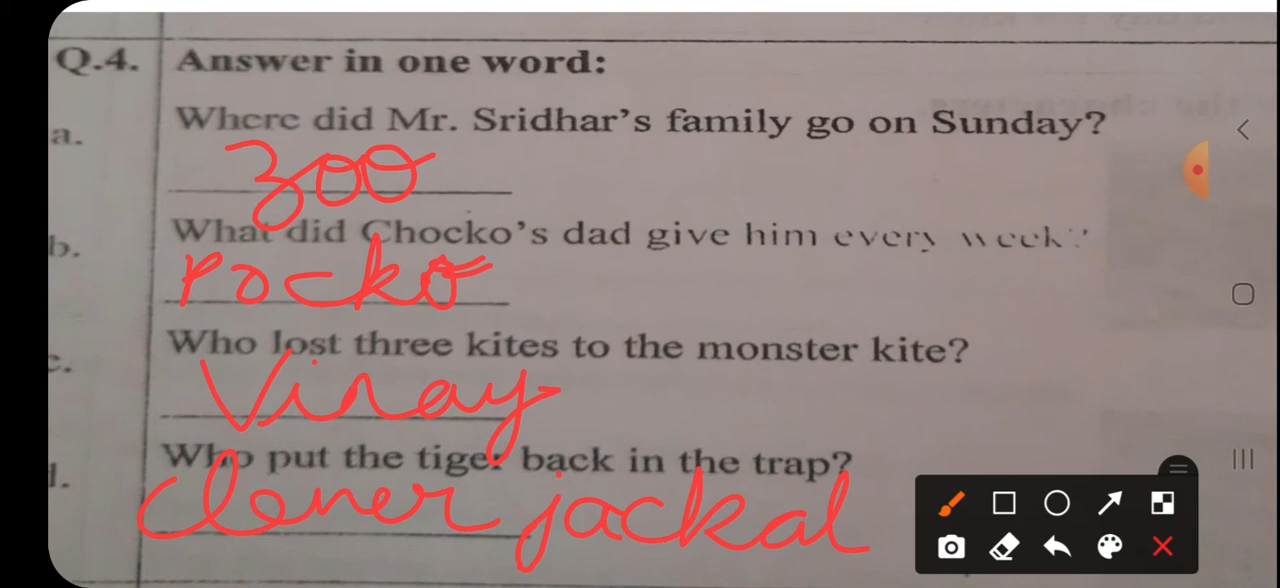 Q.4. Answer in one word:
a. Where did Mr. Sridhar's family go on Sunday?
zoo
b. What did Chocko's dad give him every week?
Pocko
c. Who lost three kites to the monster kite?
Vinay
d. Who put the tiger back in the trap?
Clever jackal